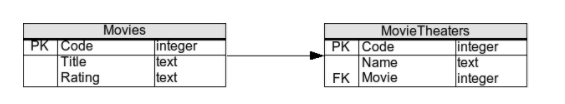 Movies
PK Code integer
Title text
Rating text
MovieTheaters
PK Code integer
Name text
FK Movie integer